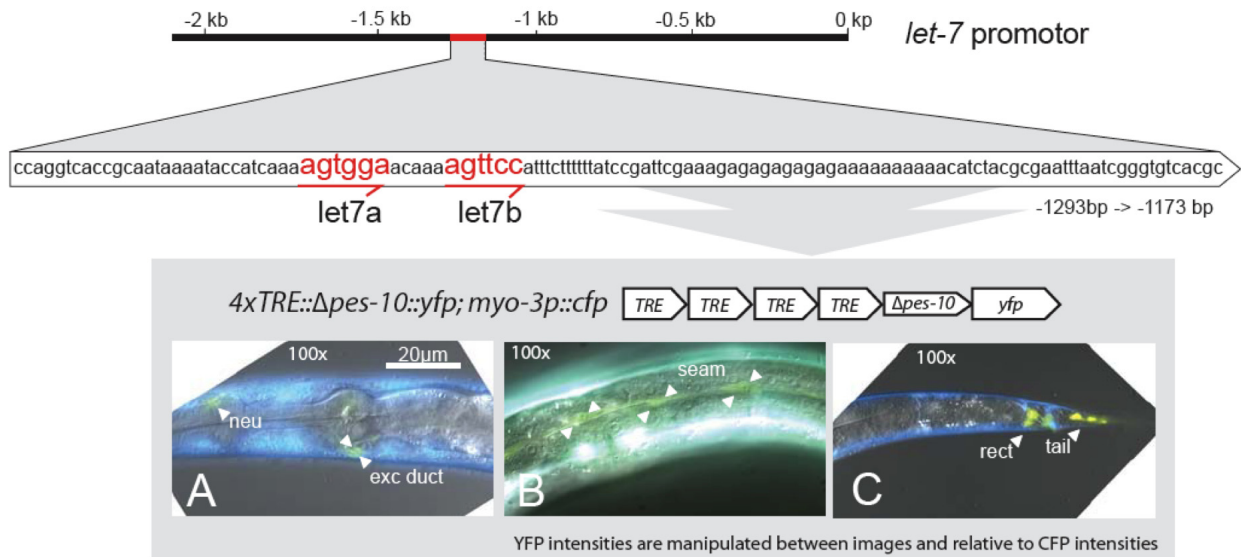 -2 kb -1.5 kb -1 kb -0.5 kb 0 kp
let-7 promotor
ccaggtcaccgcaataaaataccatcaaaagtggaacaaaagttccatttctttttttatccgattcgaaagagagagagagagaaaaaaaaaaacatctacgcgaatttaatcgggtgtcacgc
let7a let7b
-1293bp -> -1173 bp
4xTRE::Δpes-10::yfp; myo-3p::cfp TRE TRE TRE TRE Δpes-10 yfp
100x 20µm 100x 100x
seam
neu
exc duct
rect tail
A B C
YFP intensities are manipulated between images and relative to CFP intensities